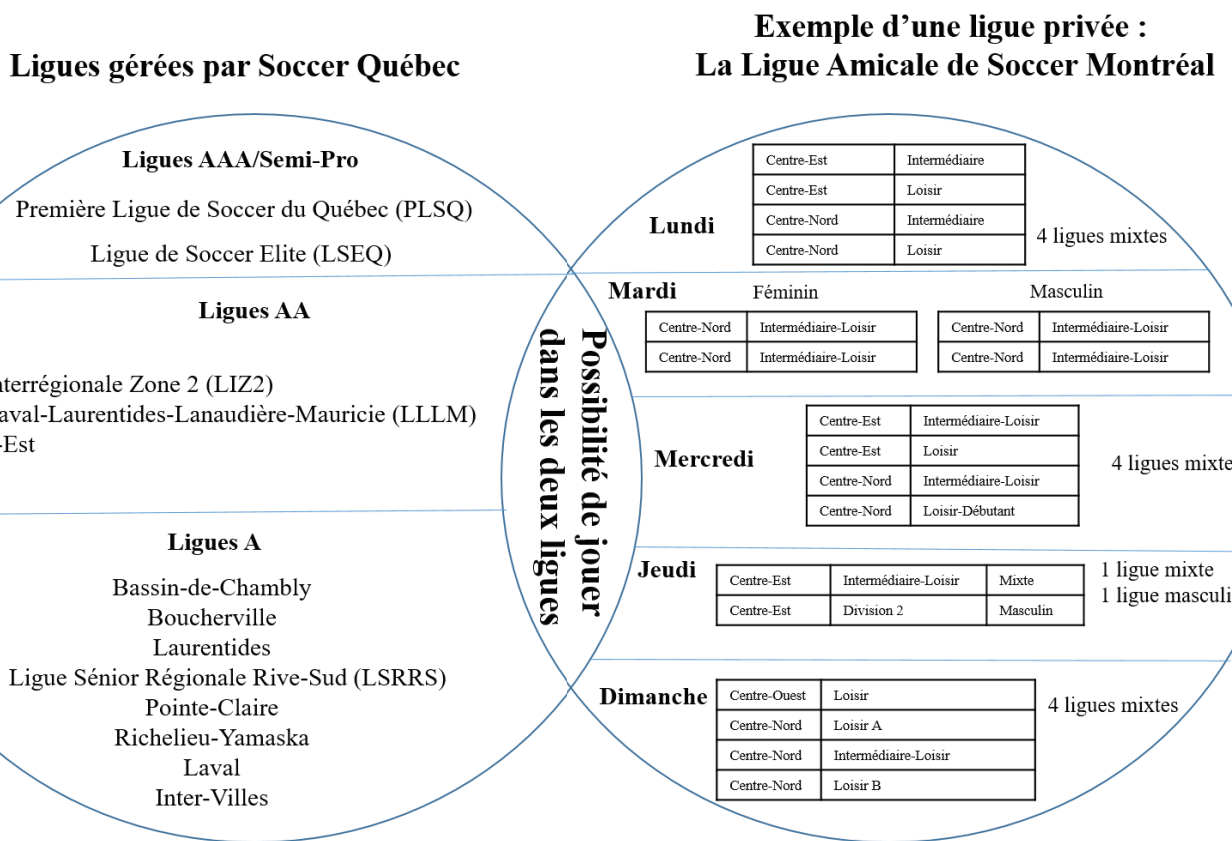 Ligues gérées par Soccer Québec
Ligues AAA/Semi-Pro
Première Ligue de Soccer du Québec (PLSQ)
Ligue de Soccer Elite (LSEQ)
Ligues AA
nterrégionale Zone 2 (LIZ2)
aval-Laurentides-Lanaudière-Mauricie (LLLM)
-Est
Ligues A
Bassin-de-Chambly
Boucherville
Laurentides
Ligue Sénior Régionale Rive-Sud (LSRRS)
Pointe-Claire
Richelieu-Yamaska
Laval
Inter-Villes
Possibilité de jouer
dans les deux ligues
Exemple d’une ligue privée :
La Ligue Amicale de Soccer Montréal
Lundi
Centre-Est Intermédiaire
Centre-Est Loisir
Centre-Nord Intermédiaire
Centre-Nord Loisir
4 ligues mixtes
Mardi
Féminin
Centre-Nord Intermédiaire-Loisir
Centre-Nord Intermédiaire-Loisir
Masculin
Centre-Nord Intermédiaire-Loisir
Centre-Nord Intermédiaire-Loisir
Mercredi
Centre-Est Intermédiaire-Loisir
Centre-Est Loisir
Centre-Nord Intermédiaire-Loisir
Centre-Nord Loisir-Débutant
4 ligues mixte
Jeudi
Centre-Est Intermédiaire-Loisir Mixte
Centre-Est Division 2 Masculin
1 ligue mixte
1 ligue masculi
Dimanche
Centre-Ouest Loisir
Centre-Nord Loisir A
Centre-Nord Intermédiaire-Loisir
Centre-Nord Loisir B
4 ligues mixtes